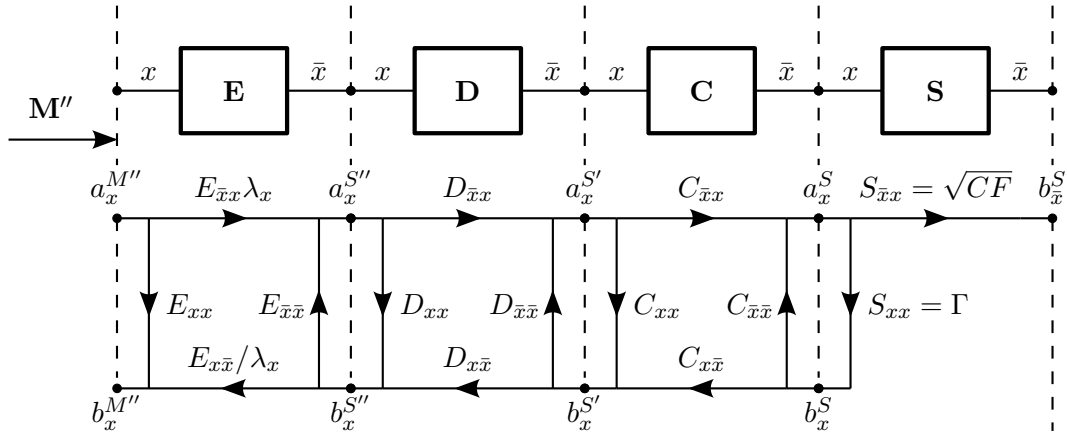 x E x̄ x D x̄ x C x̄ x S x̄
M″
a_x^{M″} E_{x̄x}λ_x a_x^{S″} D_{x̄x} a_x^{S′} C_{x̄x} a_x^{S} S_{x̄x} = √CF b_{x̄}^{S}
E_{xx} E_{x̄x̄} D_{xx} D_{x̄x̄} C_{xx} C_{x̄x̄} S_{xx} = Γ
E_{xx̄}/λ_x D_{xx̄} C_{xx̄}
b_x^{M″} b_x^{S″} b_x^{S′} b_x^{S}